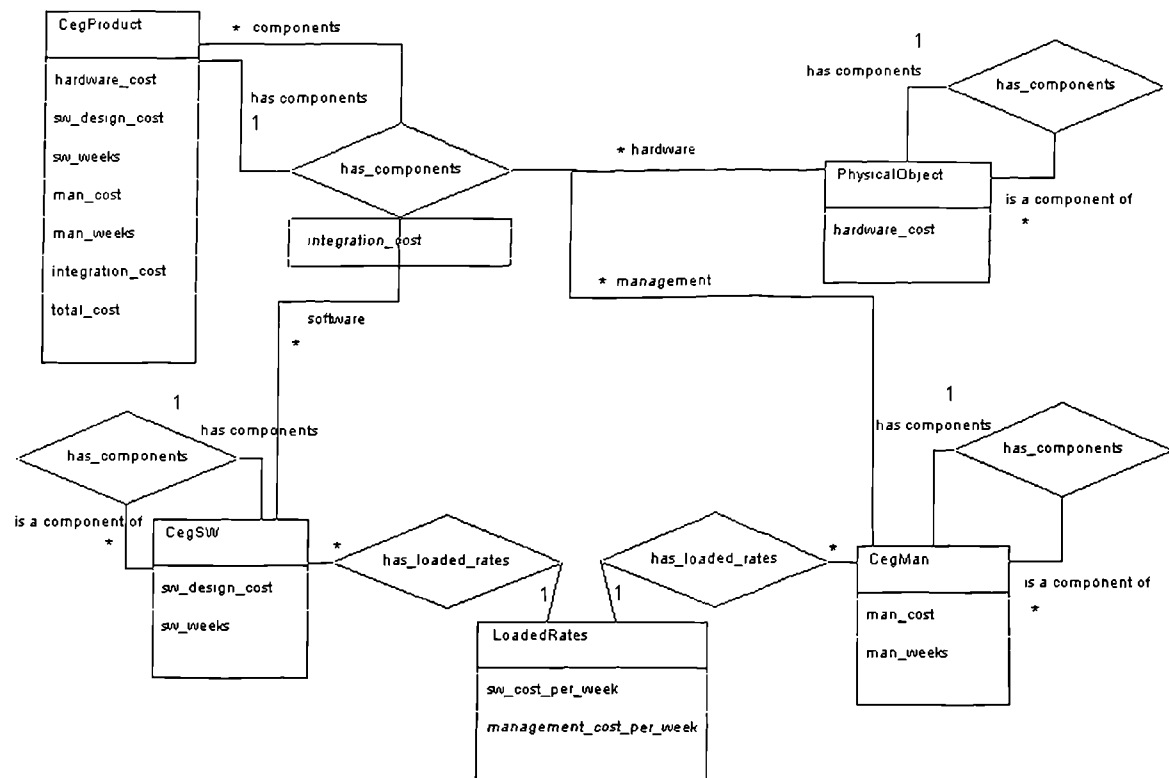 CegProduct
hardware_cost
sw_design_cost
sw_weeks
man_cost
man_weeks
integration_cost
total_cost
* components
has components
1
has_components
integration_cost
* hardware
* management
software
*
1
has components
has_components
PhysicalObject
hardware_cost
is a component of
*
1
has components
has_components
is a component of
*
CegSW
sw_design_cost
sw_weeks
*
has_loaded_rates
1
LoadedRates
sw_cost_per_week
management_cost_per_week
1
has_loaded_rates
*
1
has components
has_components
CegMan
man_cost
man_weeks
is a component of
*